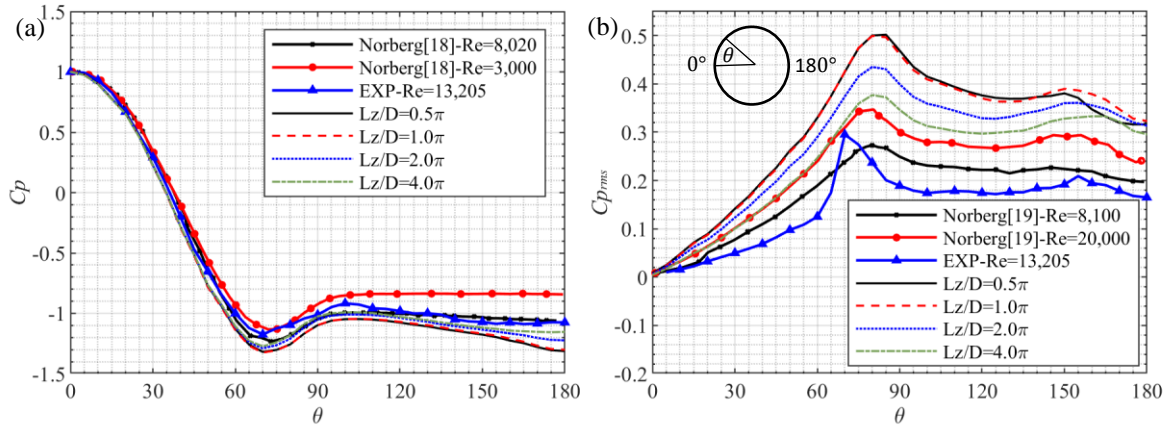 (a)
1.5
1
0.5
0
-0.5
-1
-1.5
Cp
0
30
60
90
120
150
180
θ
Norberg[18]-Re=8,020
Norberg[18]-Re=3,000
EXP-Re=13,205
Lz/D=0.5π
Lz/D=1.0π
Lz/D=2.0π
Lz/D=4.0π
(b)
0.5
0.4
0.3
0.2
0.1
0
-0.1
-0.2
Cprms
0
30
60
90
120
150
180
θ
0° θ 180°
Norberg[19]-Re=8,100
Norberg[19]-Re=20,000
EXP-Re=13,205
Lz/D=0.5π
Lz/D=1.0π
Lz/D=2.0π
Lz/D=4.0π